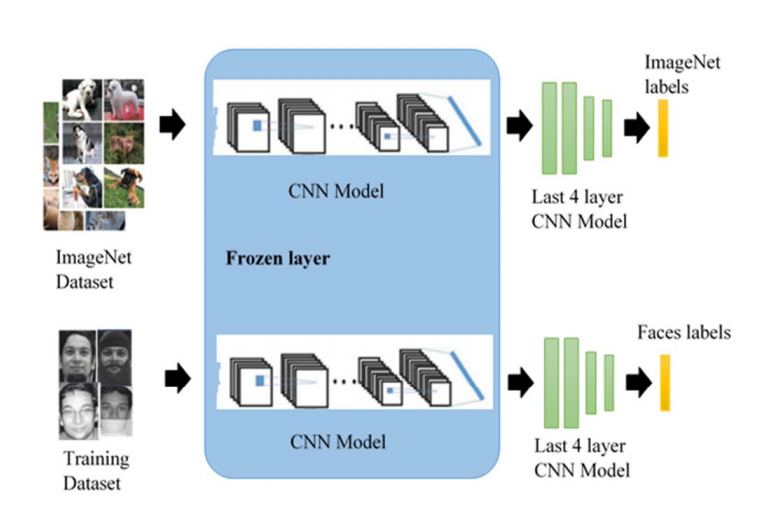 ImageNet
labels
CNN Model
Last 4 layer
CNN Model
ImageNet
Dataset
Frozen layer
Faces labels
CNN Model
Last 4 layer
CNN Model
Training
Dataset